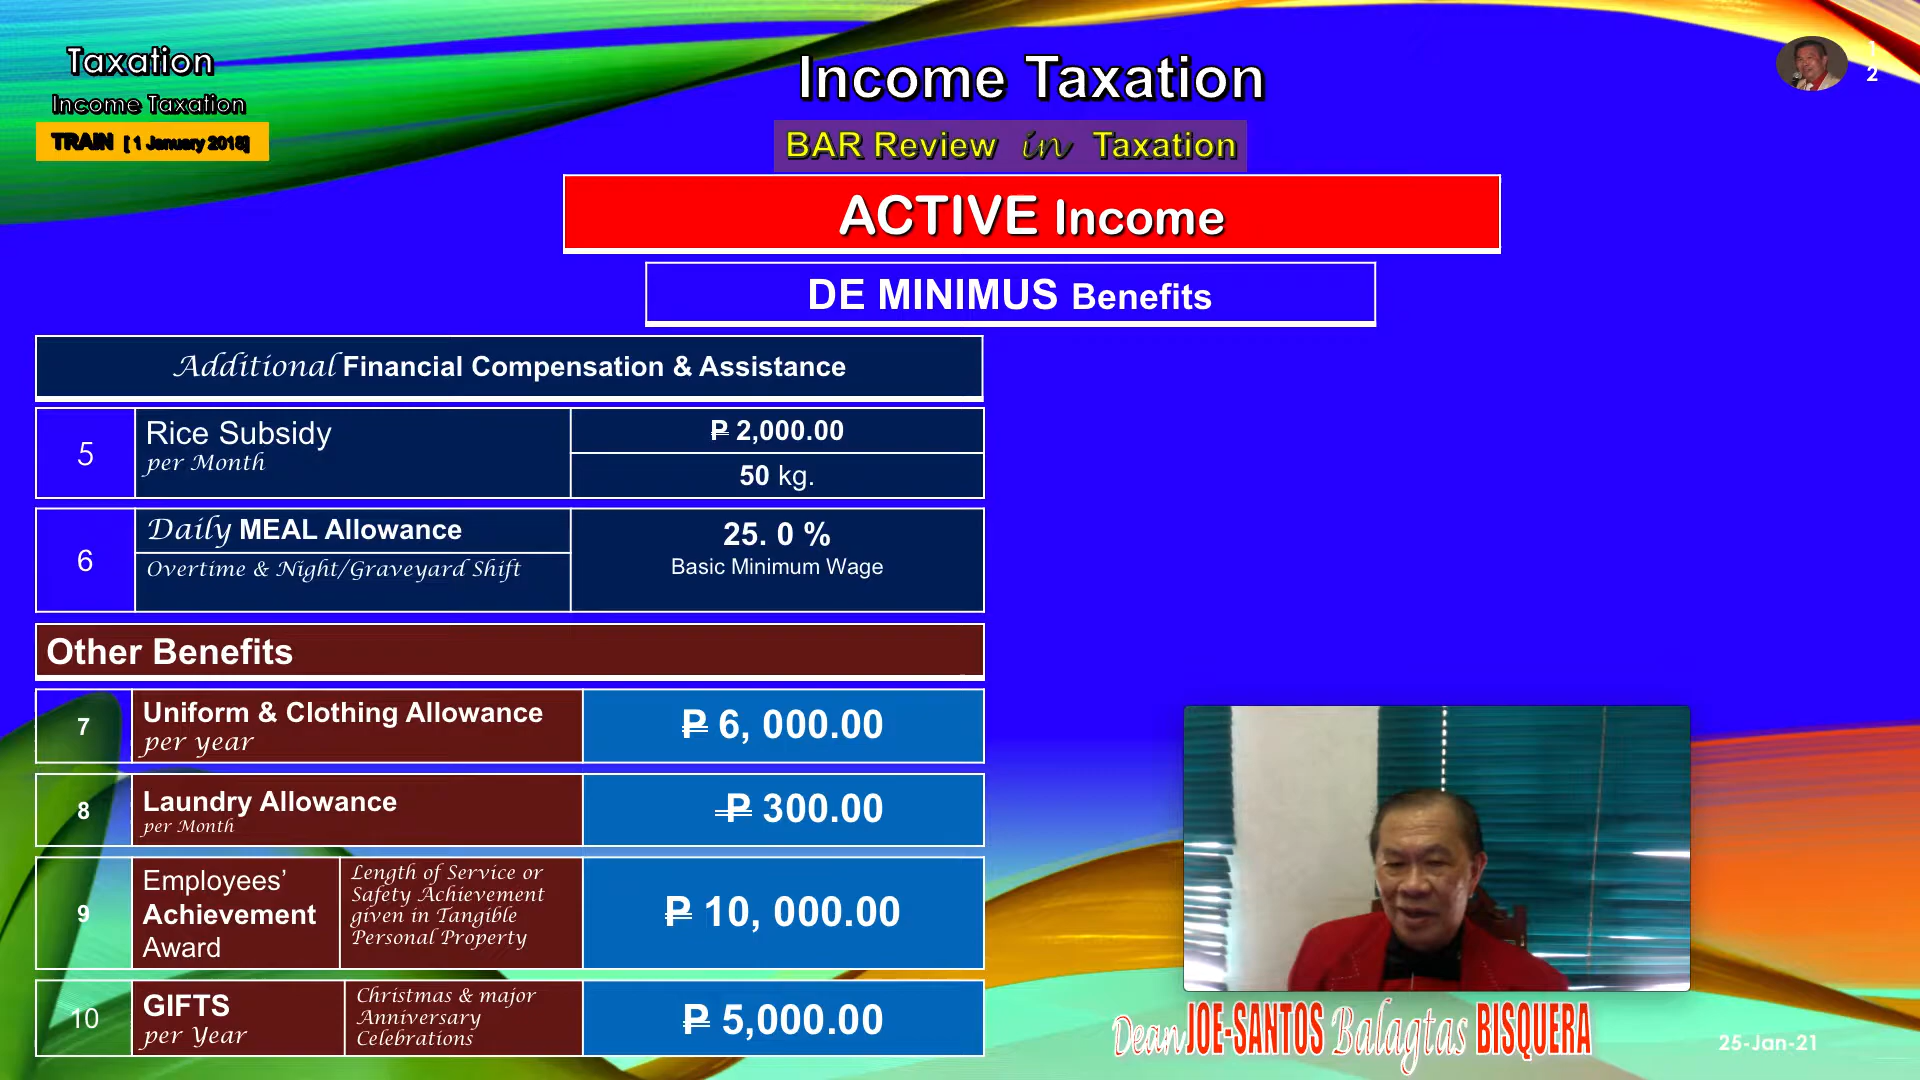 Taxation
Income Taxation
TRAIN [ 1 January 2018]
Income Taxation
BAR Review in Taxation
1
2
ACTIVE Income
DE MINIMUS Benefits
Additional Financial Compensation & Assistance
5
Rice Subsidy
per Month
₱ 2,000.00
50 kg.
6
Daily MEAL Allowance
Overtime & Night/Graveyard Shift
25. 0 %
Basic Minimum Wage
Other Benefits
7
Uniform & Clothing Allowance
per year
₱ 6, 000.00
8
Laundry Allowance
per Month
₱ 300.00
9
Employees’
Achievement
Award
Length of Service or
Safety Achievement
given in Tangible
Personal Property
₱ 10, 000.00
10
GIFTS
per Year
Christmas & major
Anniversary
Celebrations
₱ 5,000.00
Dean JOE-SANTOS Balagtas BISQUERA
25-Jan-21